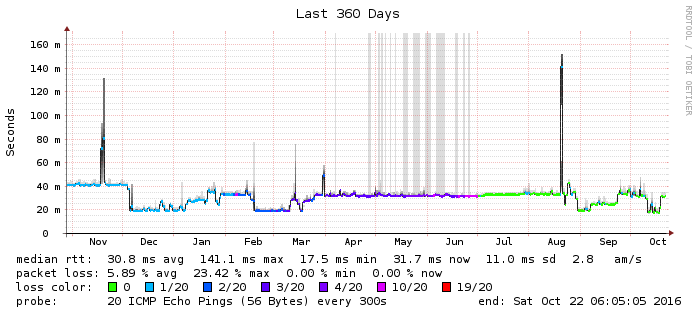 Last 360 Days
RRDTOOL / TOBI OETIKER
Seconds
160 m
140 m
120 m
100 m
80 m
60 m
40 m
20 m
0
Nov Dec Jan Feb Mar Apr May Jun Jul Aug Sep Oct
median rtt: 30.8 ms avg 141.1 ms max 17.5 ms min 31.7 ms now 11.0 ms sd 2.8 am/s
packet loss: 5.89 % avg 23.42 % max 0.00 % min 0.00 % now
loss color: 0 1/20 2/20 3/20 4/20 10/20 19/20
probe: 20 ICMP Echo Pings (56 Bytes) every 300s end: Sat Oct 22 06:05:05 2016